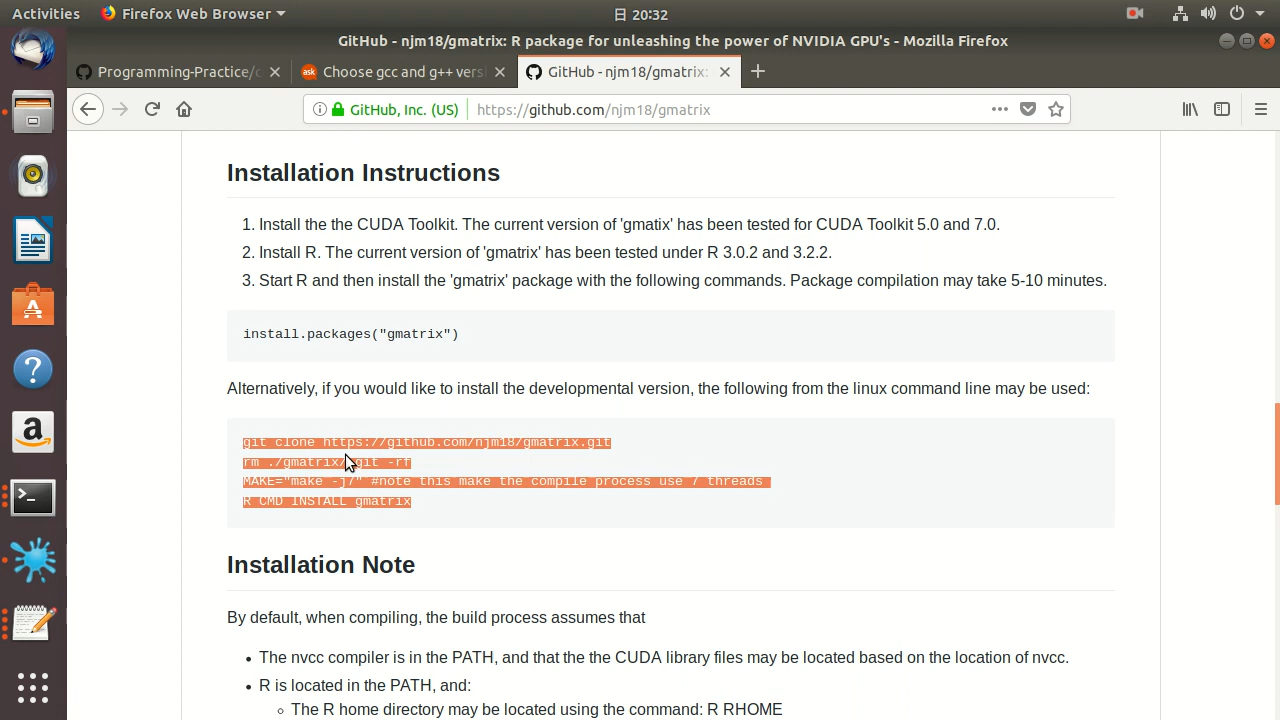 Activities
Firefox Web Browser
日 20:32
GitHub - njm18/gmatrix: R package for unleashing the power of NVIDIA GPU's - Mozilla Firefox
Programming-Practice/c
ask
Choose gcc and g++ vers
GitHub - njm18/gmatrix:
GitHub, Inc. (US)
https://github.com/njm18/gmatrix
Installation Instructions
1. Install the the CUDA Toolkit. The current version of 'gmatix' has been tested for CUDA Toolkit 5.0 and 7.0.
2. Install R. The current version of 'gmatrix' has been tested under R 3.0.2 and 3.2.2.
3. Start R and then install the 'gmatrix' package with the following commands. Package compilation may take 5-10 minutes.
install.packages("gmatrix")
Alternatively, if you would like to install the developmental version, the following from the linux command line may be used:
git clone https://github.com/njm18/gmatrix.git
rm ./gmatrix/.git -rf
MAKE="make -j7" #note this make the compile process use 7 threads
R CMD INSTALL gmatrix
Installation Note
By default, when compiling, the build process assumes that
• The nvcc compiler is in the PATH, and that the the CUDA library files may be located based on the location of nvcc.
• R is located in the PATH, and:
○ The R home directory may be located using the command: R RHOME